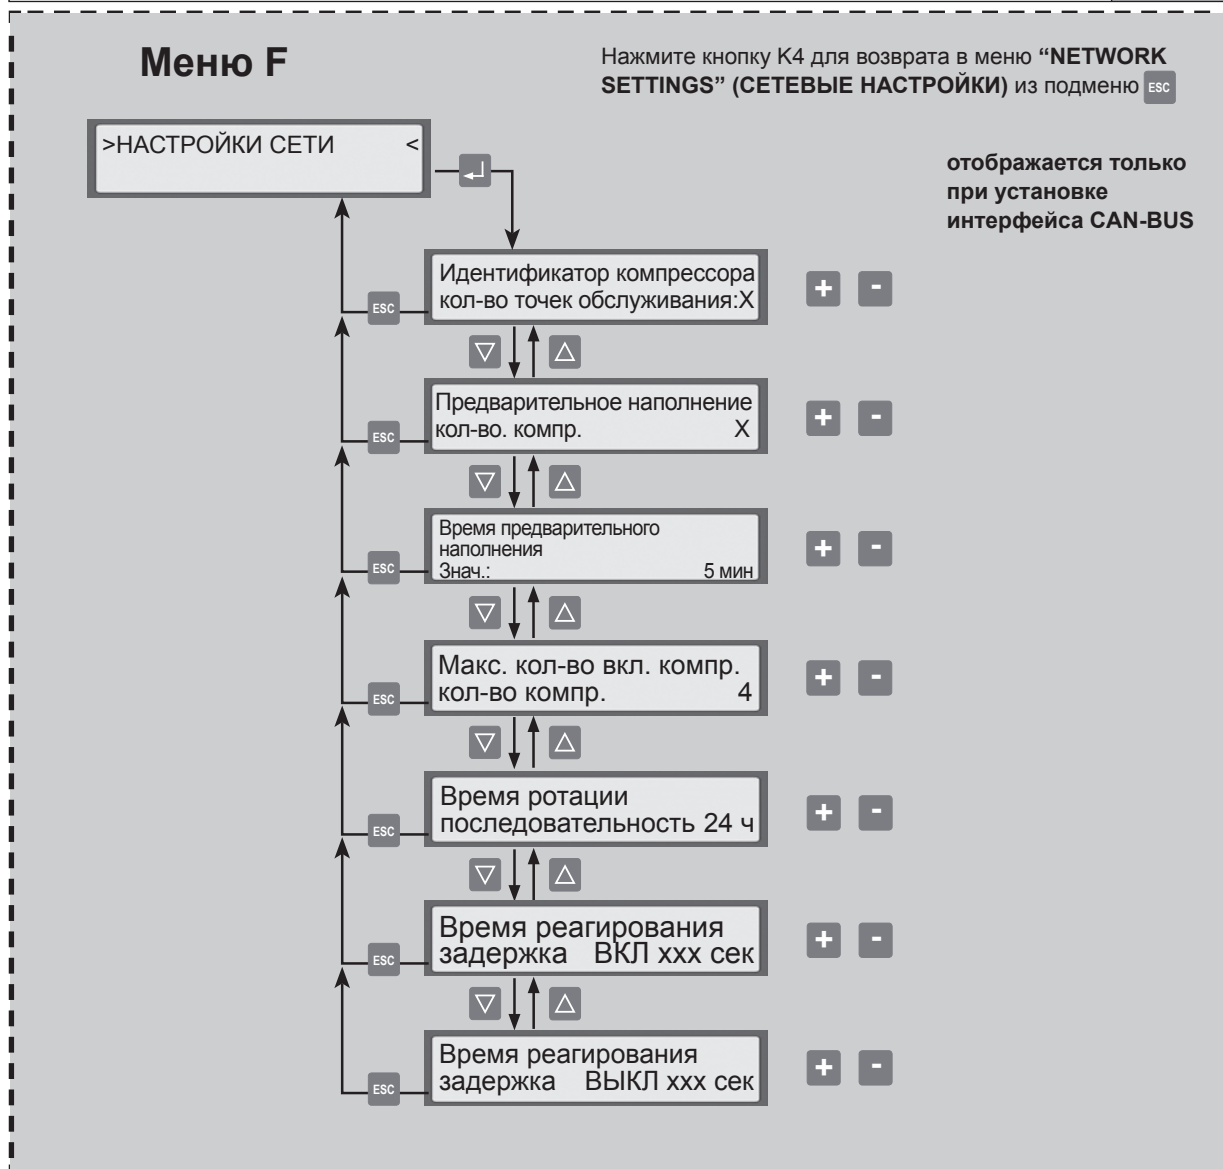 Меню F
Нажмите кнопку K4 для возврата в меню “NETWORK
SETTINGS” (СЕТЕВЫЕ НАСТРОЙКИ) из подменю ESC
>НАСТРОЙКИ СЕТИ <
отображается только
при установке
интерфейса CAN-BUS
Идентификатор компрессора
кол-во точек обслуживания:X
+ -
ESC
Предварительное наполнение
кол-во. компр. X
+ -
ESC
Время предварительного
наполнения
Знач.: 5 мин
+ -
ESC
Макс. кол-во вкл. компр.
кол-во компр. 4
+ -
ESC
Время ротации
последовательность 24 ч
+ -
ESC
Время реагирования
задержка ВКЛ xxx сек
+ -
ESC
Время реагирования
задержка ВЫКЛ xxx сек
+ -
ESC